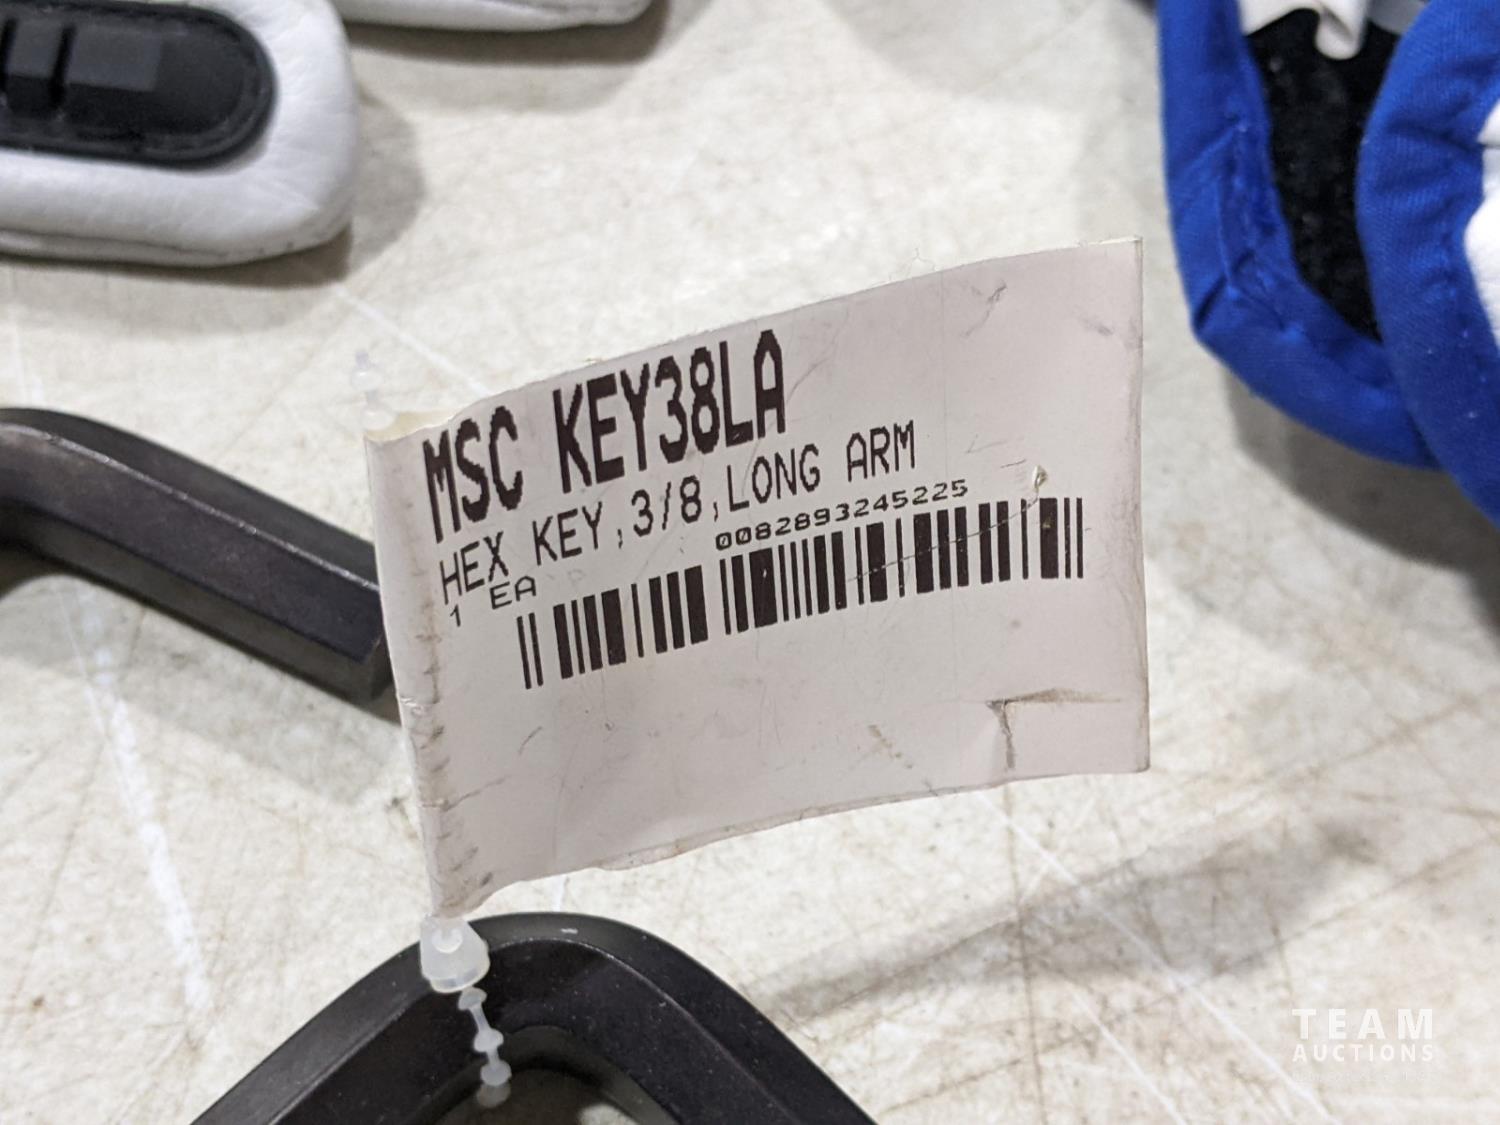 MSC KEY38LA
HEX KEY,3/8,LONG ARM
1 EA
0082893245225
TEAM
AUCTIONS